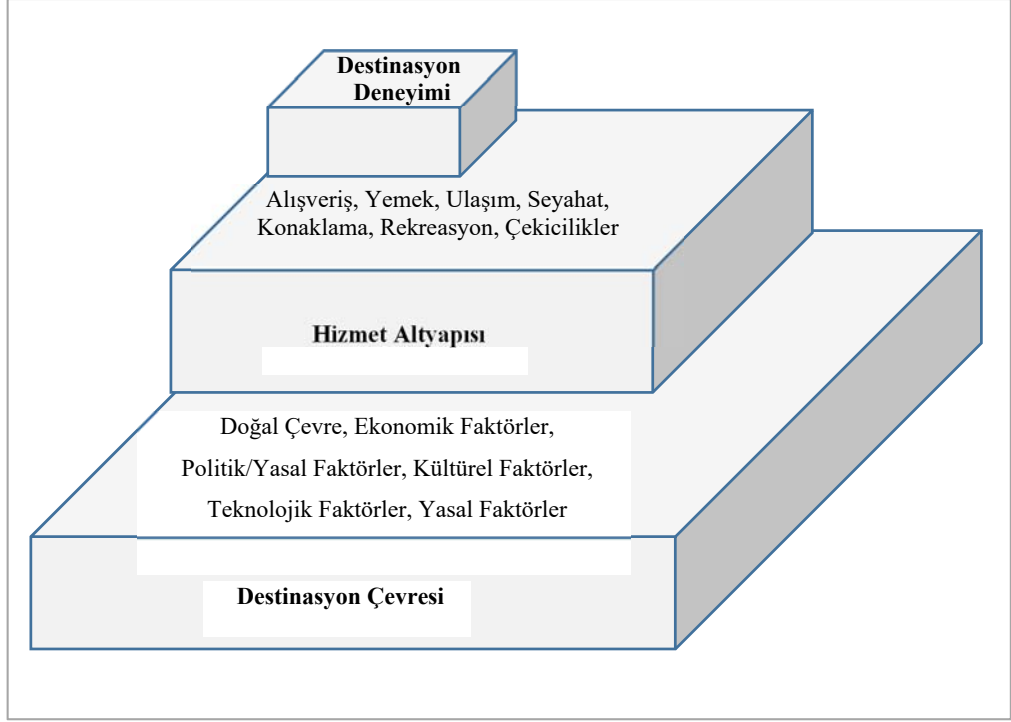 Destinasyon
Deneyimi
Alışveriş, Yemek, Ulaşım, Seyahat,
Konaklama, Rekreasyon, Çekicilikler
Hizmet Altyapısı
Doğal Çevre, Ekonomik Faktörler,
Politik/Yasal Faktörler, Kültürel Faktörler,
Teknolojik Faktörler, Yasal Faktörler
Destinasyon Çevresi